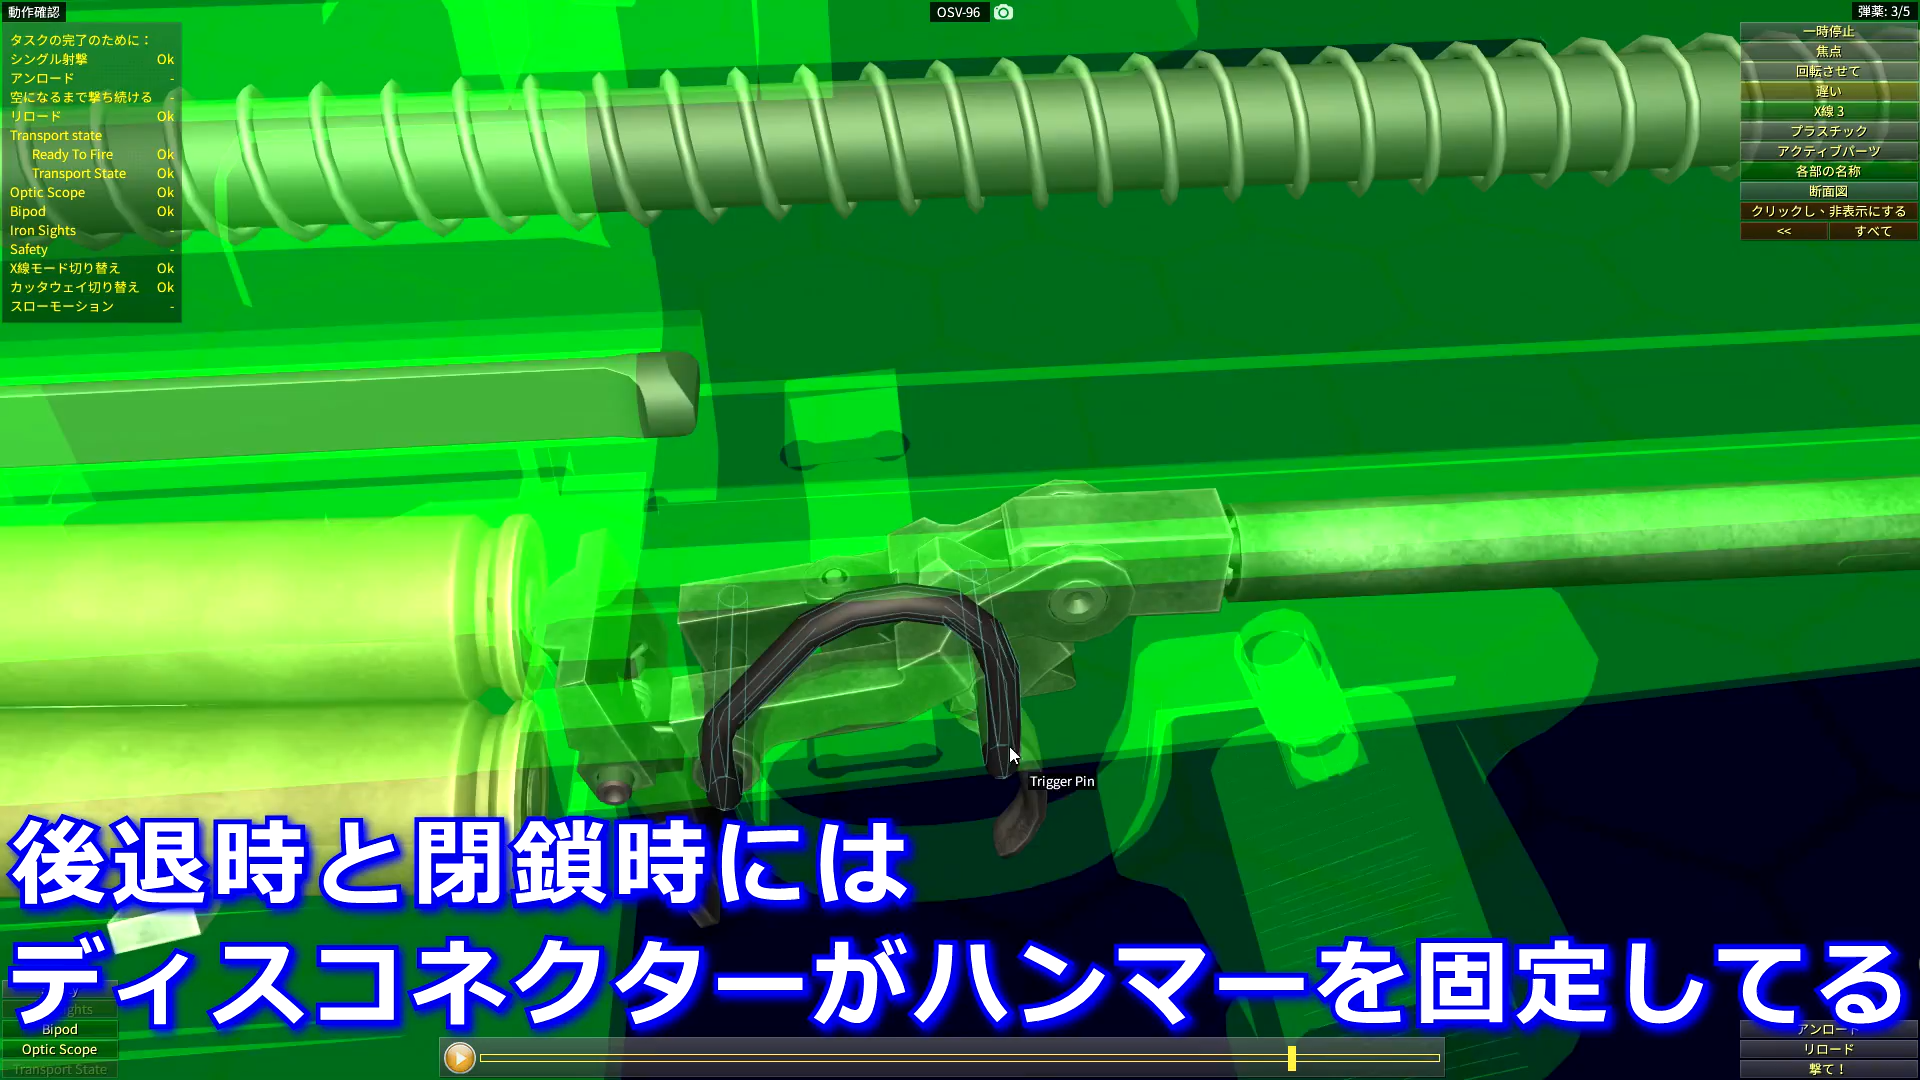 動作確認
OSV-96
弾薬: 3/5
タスクの完了のために：
シングル射撃 Ok
アンロード -
空になるまで撃ち続ける -
リロード Ok
Transport state
Ready To Fire Ok
Transport State Ok
Optic Scope Ok
Bipod Ok
Iron Sights -
Safety -
X線モード切り替え Ok
カッタウェイ切り替え Ok
スローモーション -
一時停止
焦点
回転させて
遅い
X線 3
プラスチック
アクティブパーツ
各部の名称
断面図
クリックし、非表示にする
<< すべて
Trigger Pin
後退時と閉鎖時には
ディスコネクターがハンマーを固定してる
Bipod
Optic Scope
Transport State
アンロード
リロード
撃て！